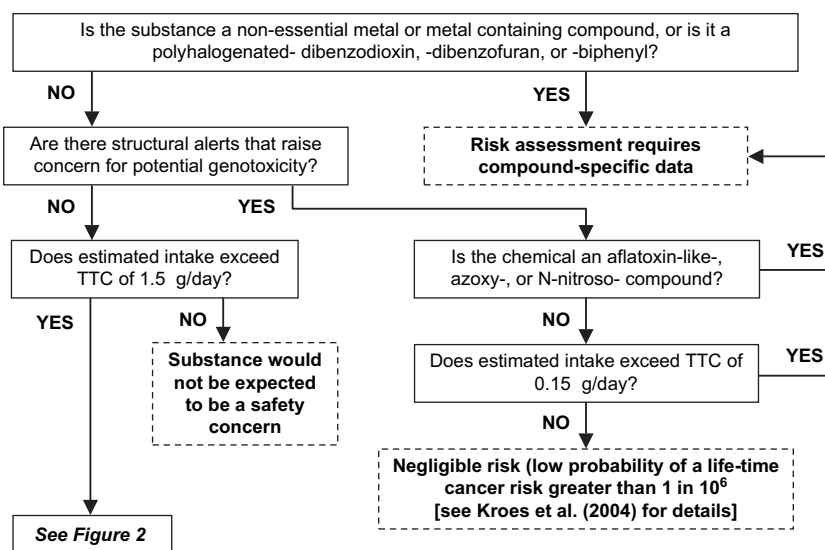 Is the substance a non-essential metal or metal containing compound, or is it a
polyhalogenated- dibenzodioxin, -dibenzofuran, or -biphenyl?
NO
YES
Are there structural alerts that raise
concern for potential genotoxicity?
Risk assessment requires
compound-specific data
NO
YES
Does estimated intake exceed
TTC of 1.5  g/day?
Is the chemical an aflatoxin-like-,
azoxy-, or N-nitroso- compound?
YES
YES
NO
NO
Substance would
not be expected
to be a safety
concern
Does estimated intake exceed TTC of
0.15  g/day?
YES
NO
Negligible risk (low probability of a life-time
cancer risk greater than 1 in 10⁶
[see Kroes et al. (2004) for details]
See Figure 2